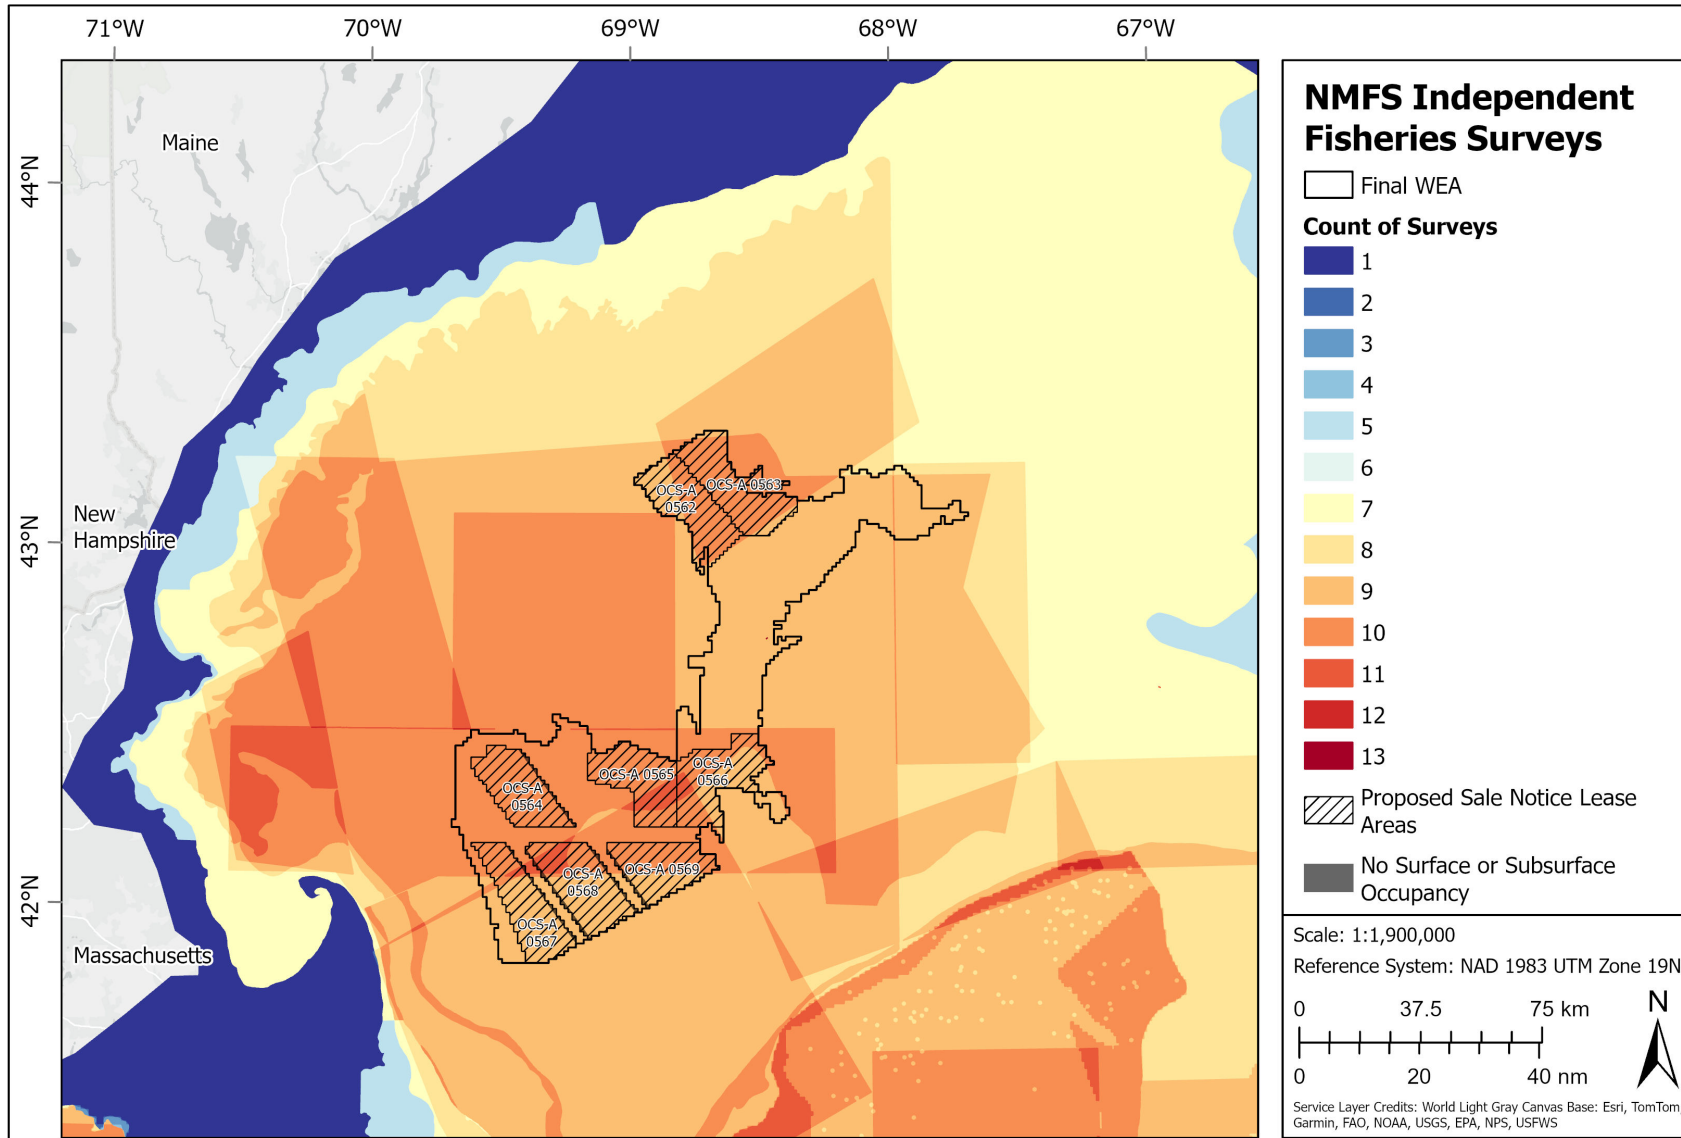 71°W
70°W
69°W
68°W
67°W
44°N
43°N
42°N
Maine
New
Hampshire
Massachusetts
OCS-A
0562
OCS-A 0563
OCS-A
0564
OCS-A 0565
OCS-A
0566
OCS-A
0567
OCS-A
0568
OCS-A 0569
NMFS Independent
Fisheries Surveys
Final WEA
Count of Surveys
1
2
3
4
5
6
7
8
9
10
11
12
13
Proposed Sale Notice Lease
Areas
No Surface or Subsurface
Occupancy
Scale: 1:1,900,000
Reference System: NAD 1983 UTM Zone 19N
0 37.5 75 km
0 20 40 nm
N
Service Layer Credits: World Light Gray Canvas Base: Esri, TomTom,
Garmin, FAO, NOAA, USGS, EPA, NPS, USFWS